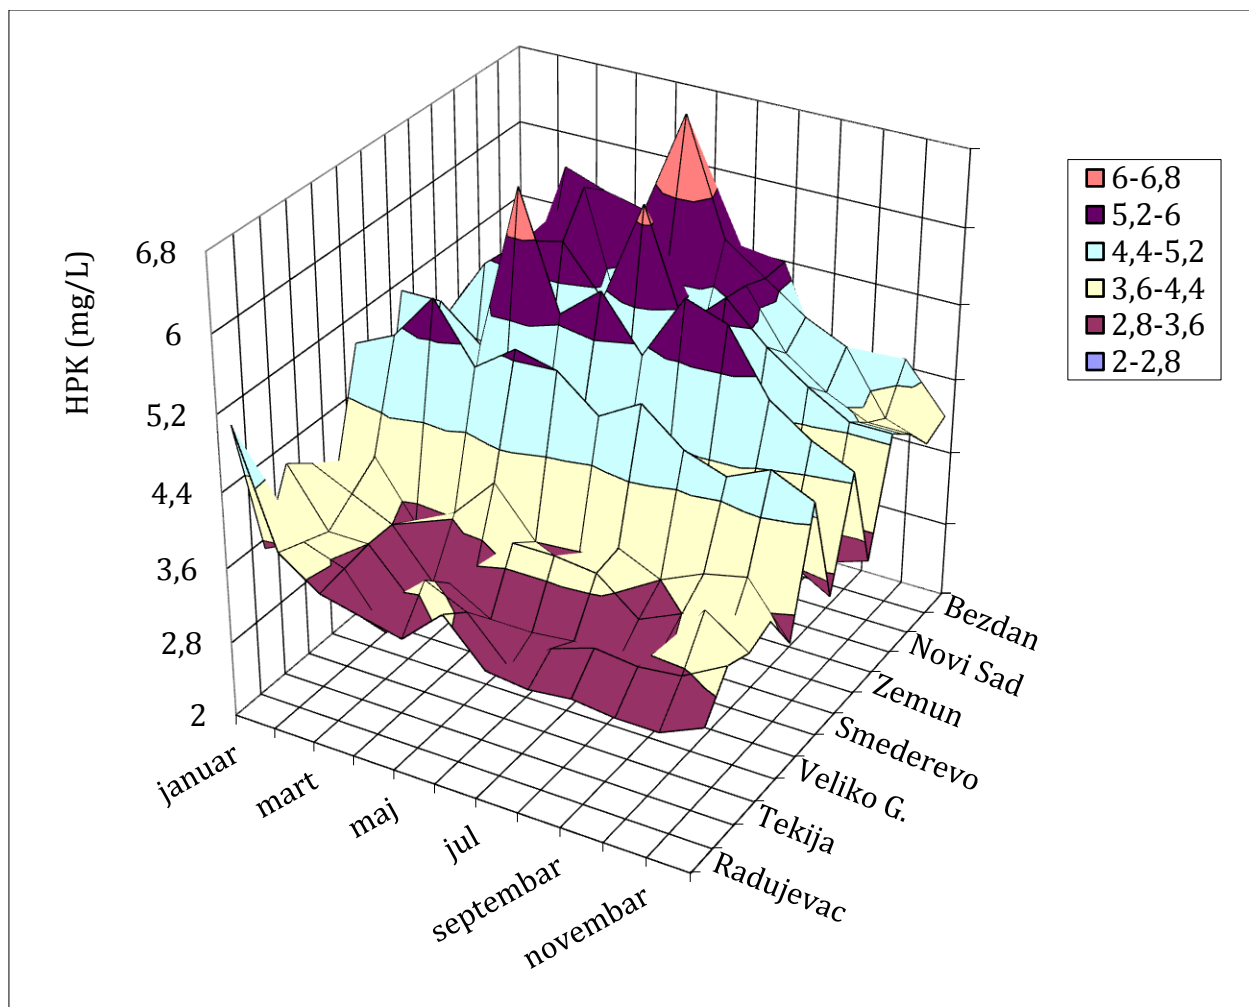 HPK (mg/L)
6,8
6
5,2
4,4
3,6
2,8
2
januar
mart
maj
jul
septembar
novembar
Bezdan
Novi Sad
Zemun
Smederevo
Veliko G.
Tekija
Radujevac
6-6,8
5,2-6
4,4-5,2
3,6-4,4
2,8-3,6
2-2,8